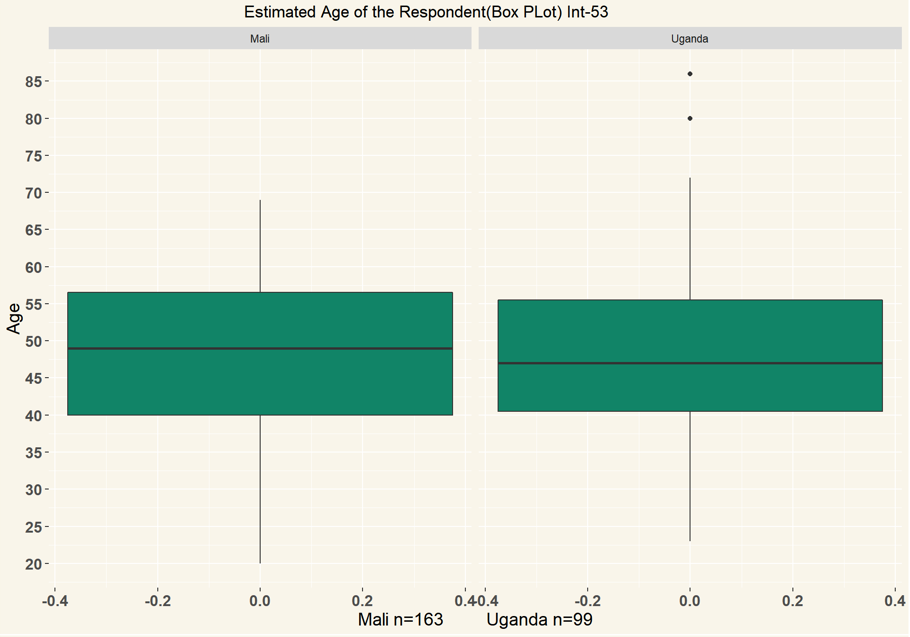 Estimated Age of the Respondent(Box PLot) Int-53
Mali
Uganda
Age
85
80
75
70
65
60
55
50
45
40
35
30
25
20
-0.4 -0.2 0.0 0.2 0.4
-0.4 -0.2 0.0 0.2 0.4
Mali n=163 Uganda n=99